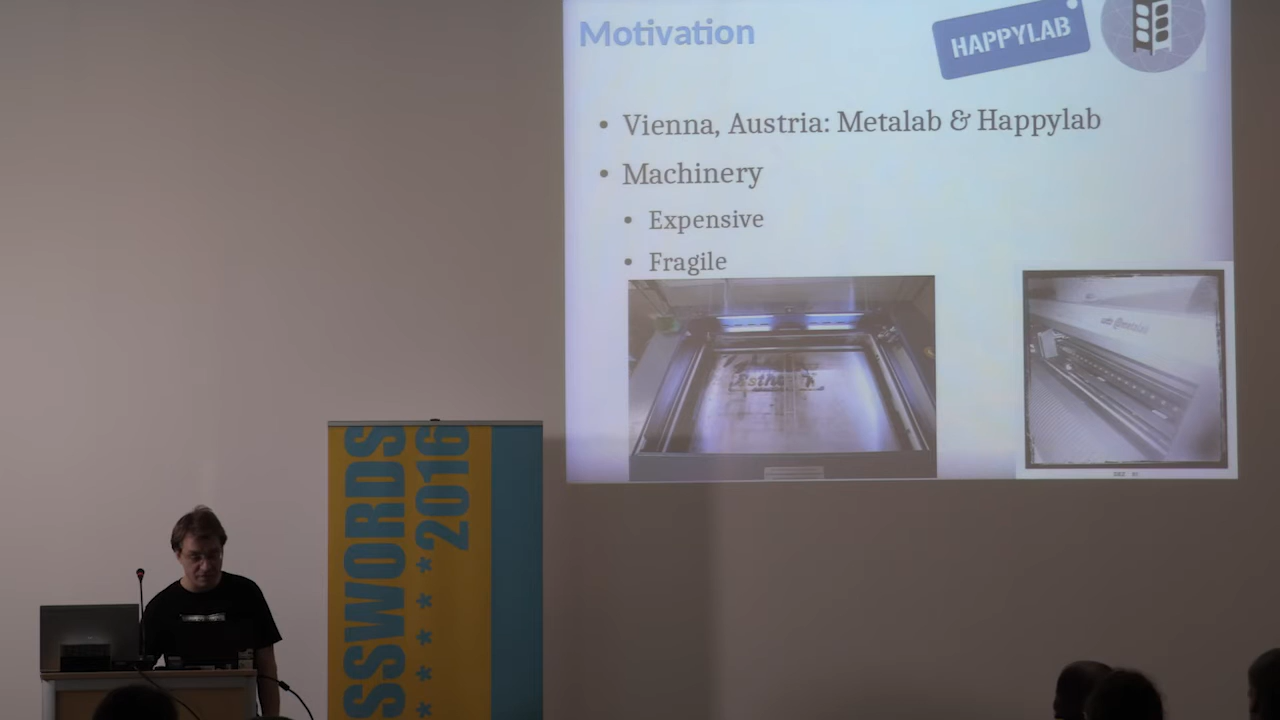 Motivation
HAPPYLAB
• Vienna, Austria: Metalab & Happylab
• Machinery
• Expensive
• Fragile
SSWORDS
2016
******